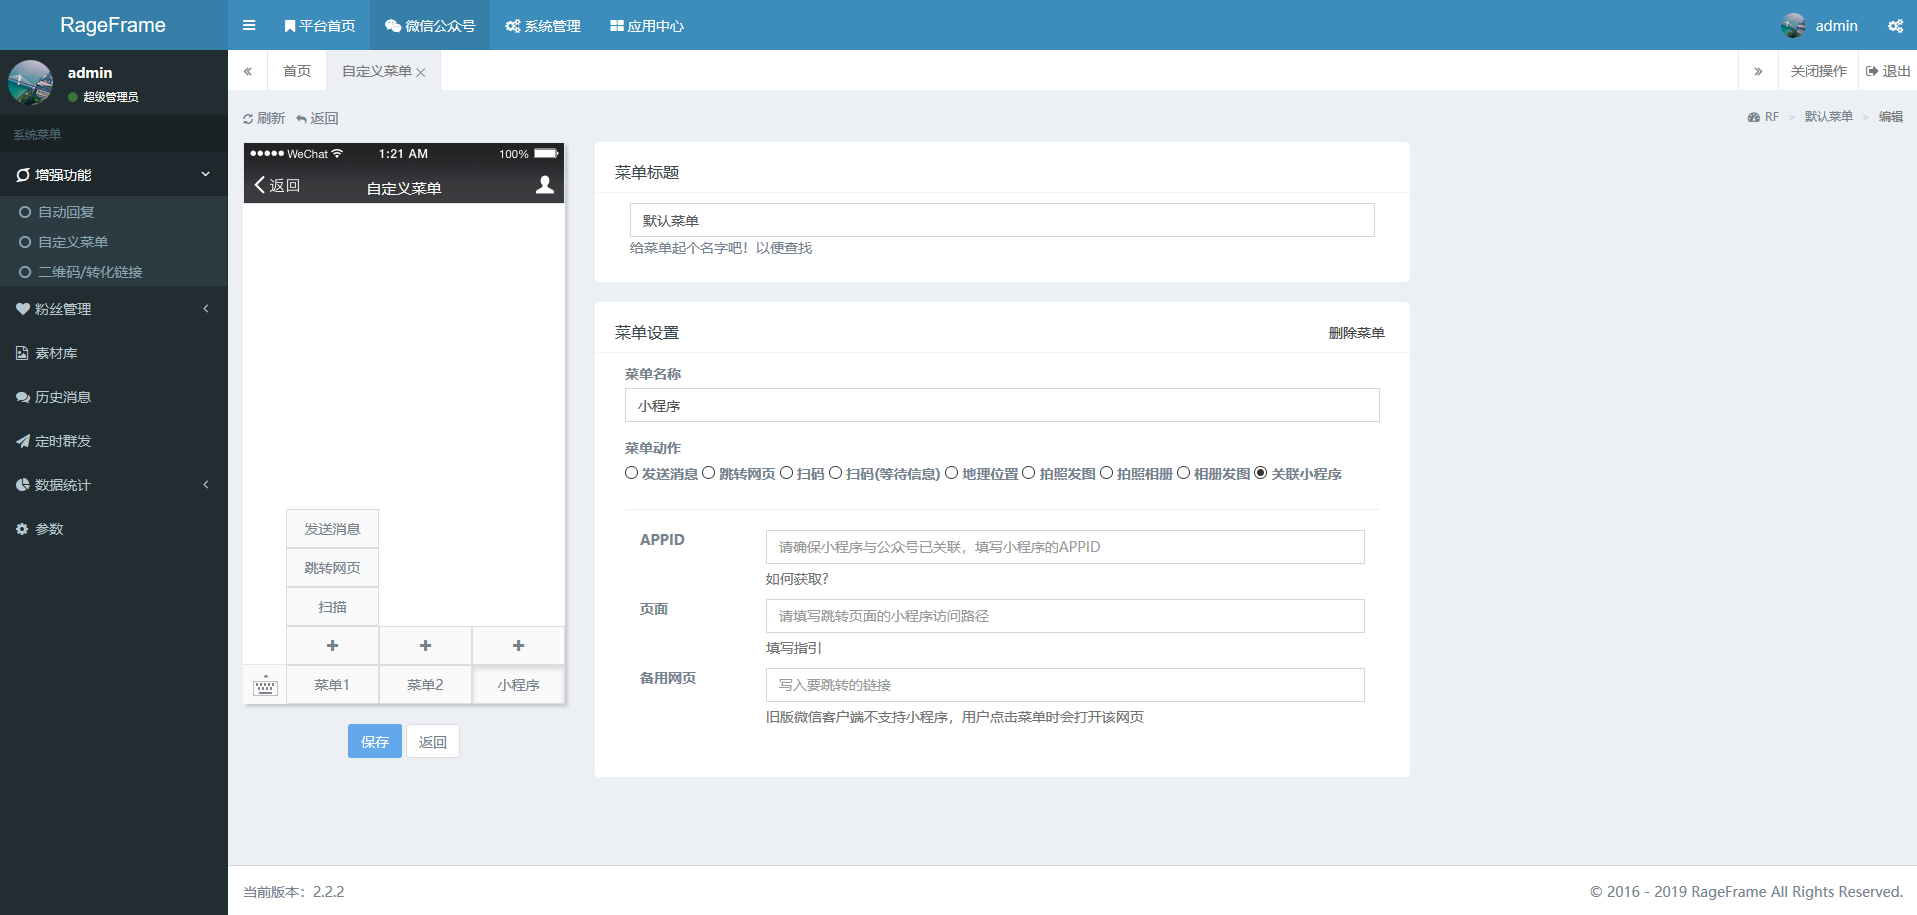 RageFrame
平台首页
微信公众号
系统管理
应用中心
admin
admin
超级管理员
系统菜单
增强功能
自动回复
自定义菜单
二维码/转化链接
粉丝管理
素材库
历史消息
定时群发
数据统计
参数
首页
自定义菜单
关闭操作
退出
刷新
返回
RF > 默认菜单 > 编辑
WeChat
1:21 AM
100%
返回
自定义菜单
发送消息
跳转网页
扫描
+ + +
菜单1
菜单2
小程序
保存
返回
菜单标题
默认菜单
给菜单起个名字吧！以便查找
菜单设置
删除菜单
菜单名称
小程序
菜单动作
发送消息 跳转网页 扫码 扫码(等待信息) 地理位置 拍照发图 拍照相册 相册发图 关联小程序
APPID
请确保小程序与公众号已关联，填写小程序的APPID
如何获取?
页面
请填写跳转页面的小程序访问路径
填写指引
备用网页
写入要跳转的链接
旧版微信客户端不支持小程序，用户点击菜单时会打开该网页
当前版本：2.2.2
© 2016 - 2019 RageFrame All Rights Reserved.